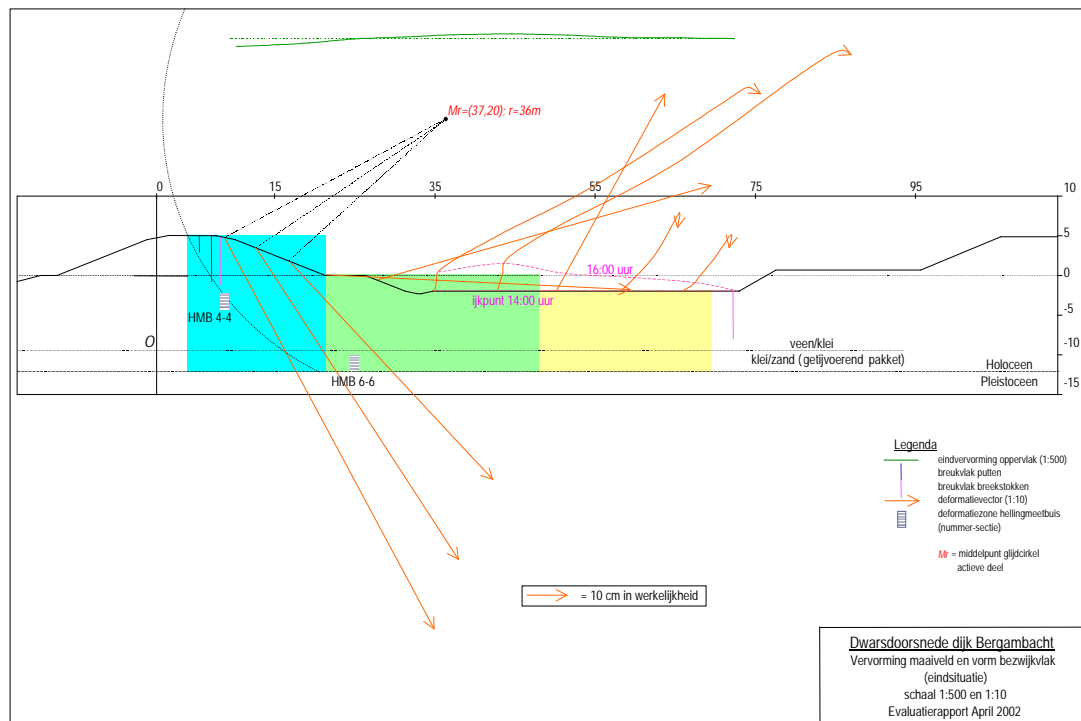 Mr=(37,20); r=36m
0 15 35 55 75 95 10
5
16:00 uur
0
ijkpunt 14:00 uur
-5
HMB 4-4
veen/klei
O
klei/zand (getijvoerend pakket)
-10
Holoceen
HMB 6-6
Pleistoceen
-15
Legenda
eindvervorming oppervlak (1:500)
breukvlak putten
breukvlak breekstokken
deformatievector (1:10)
deformatiezone hellingmeetbuis
(nummer-sectie)
Mr = middelpunt glijdcirkel
actieve deel
= 10 cm in werkelijkheid
Dwarsdoorsnede dijk Bergambacht
Vervorming maaiveld en vorm bezwijkvlak
(eindsituatie)
schaal 1:500 en 1:10
Evaluatierapport April 2002